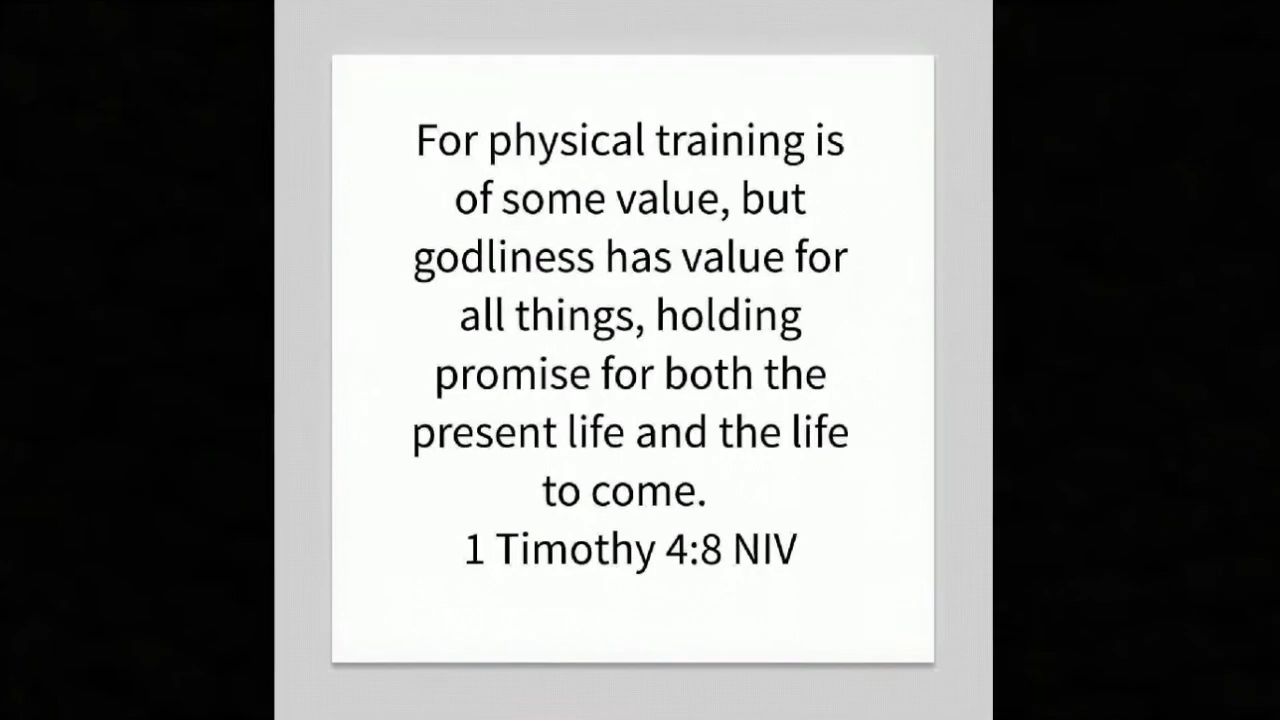 For physical training is
of some value, but
godliness has value for
all things, holding
promise for both the
present life and the life
to come.
1 Timothy 4:8 NIV